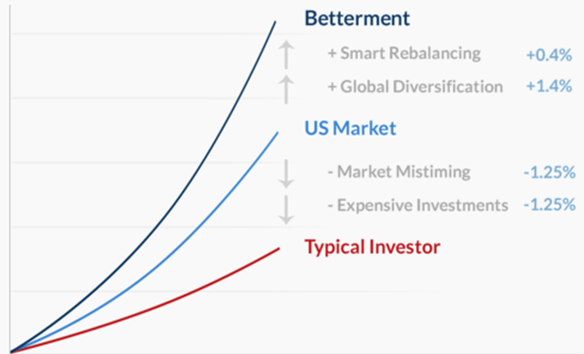 Betterment
+ Smart Rebalancing +0.4%
+ Global Diversification +1.4%
US Market
- Market Mistiming -1.25%
- Expensive Investments -1.25%
Typical Investor